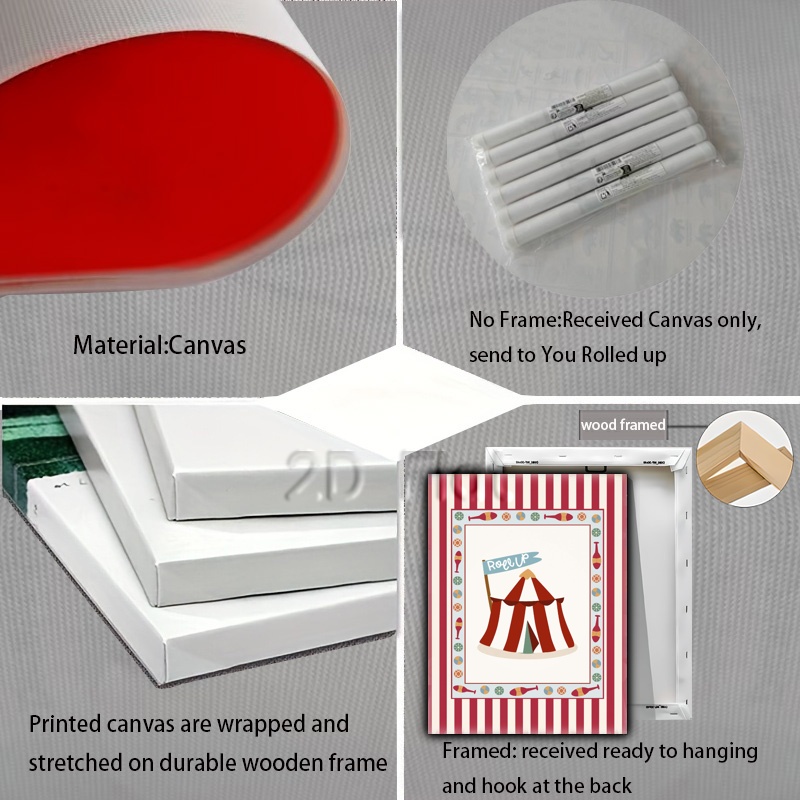 Material:Canvas
No Frame:Received Canvas only,
send to You Rolled up
wood framed
2D
ROLL UP
Printed canvas are wrapped and
stretched on durable wooden frame
Framed: received ready to hanging
and hook at the back